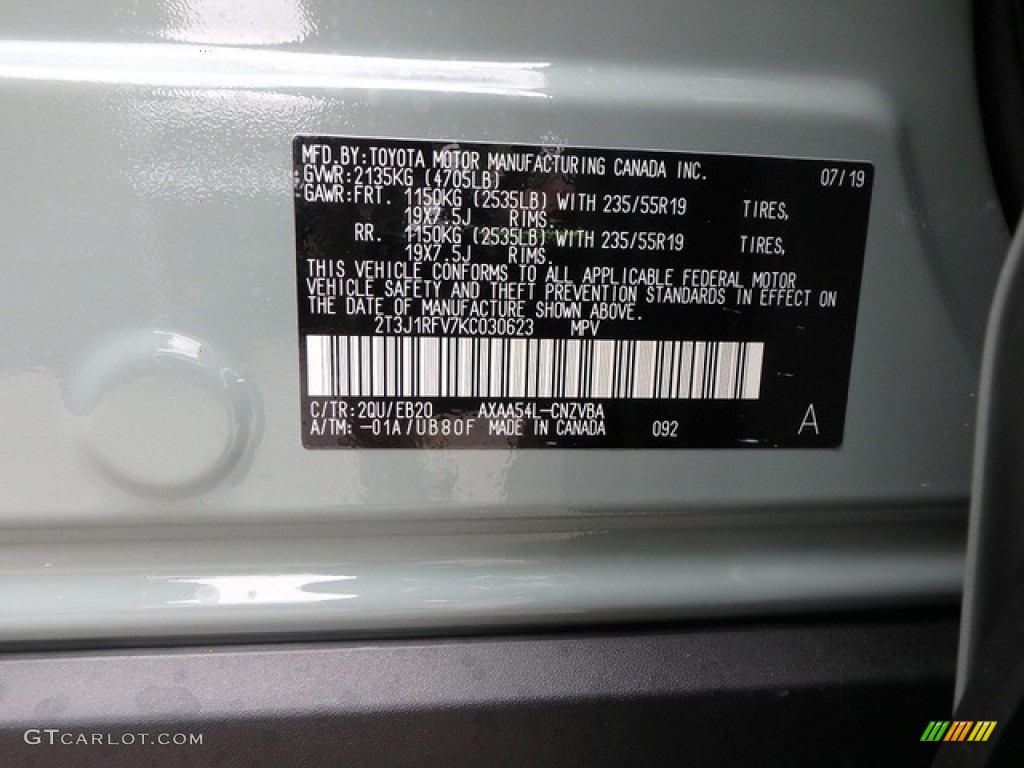 MFD.BY:TOYOTA MOTOR MANUFACTURING CANADA INC. 07/19
GVWR:2135KG (4705LB)
GAWR:FRT. 1150KG (2535LB) WITH 235/55R19 TIRES,
19X7.5J RIMS.
RR. 1150KG (2535LB) WITH 235/55R19 TIRES,
19X7.5J RIMS.
THIS VEHICLE CONFORMS TO ALL APPLICABLE FEDERAL MOTOR
VEHICLE SAFETY AND THEFT PREVENTION STANDARDS IN EFFECT ON
THE DATE OF MANUFACTURE SHOWN ABOVE.
2T3J1RFV7KC030623 MPV
C/TR:2QU/EB20 AXAA54L-CNZVBA
A/TM:-01A/UB80F MADE IN CANADA 092 A
GTCARLOT.COM